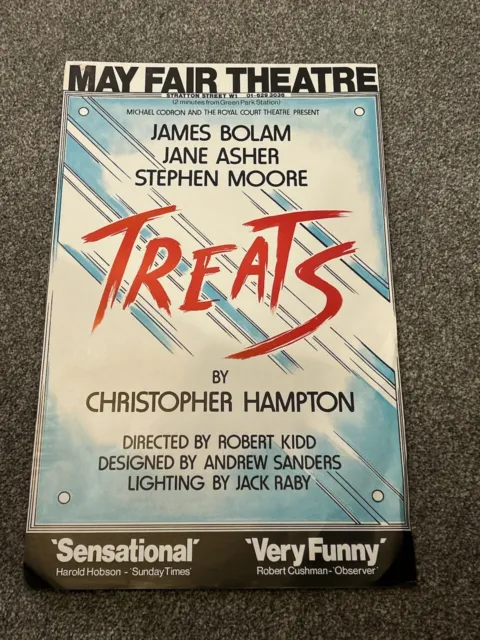 MAY FAIR THEATRE
STRATTON STREET W1 01-629 3036
(2 minutes from Green Park Station)
MICHAEL CODRON AND THE ROYAL COURT THEATRE PRESENT
JAMES BOLAM
JANE ASHER
STEPHEN MOORE
TREATS
BY
CHRISTOPHER HAMPTON
DIRECTED BY ROBERT KIDD
DESIGNED BY ANDREW SANDERS
LIGHTING BY JACK RABY
'Sensational' 'Very Funny'
Harold Hobson - 'Sunday Times' Robert Cushman - 'Observer'